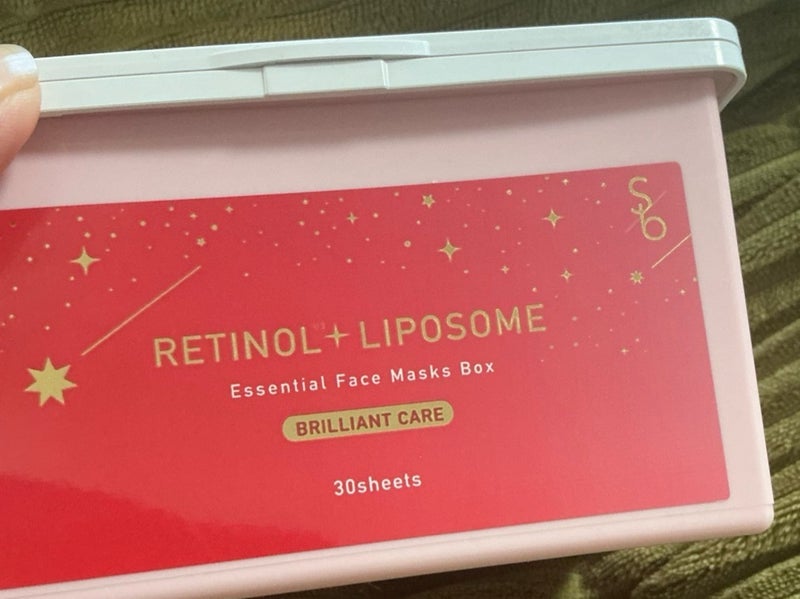 RETINOL+LIPOSOME
Essential Face Masks Box
BRILLIANT CARE
30sheets